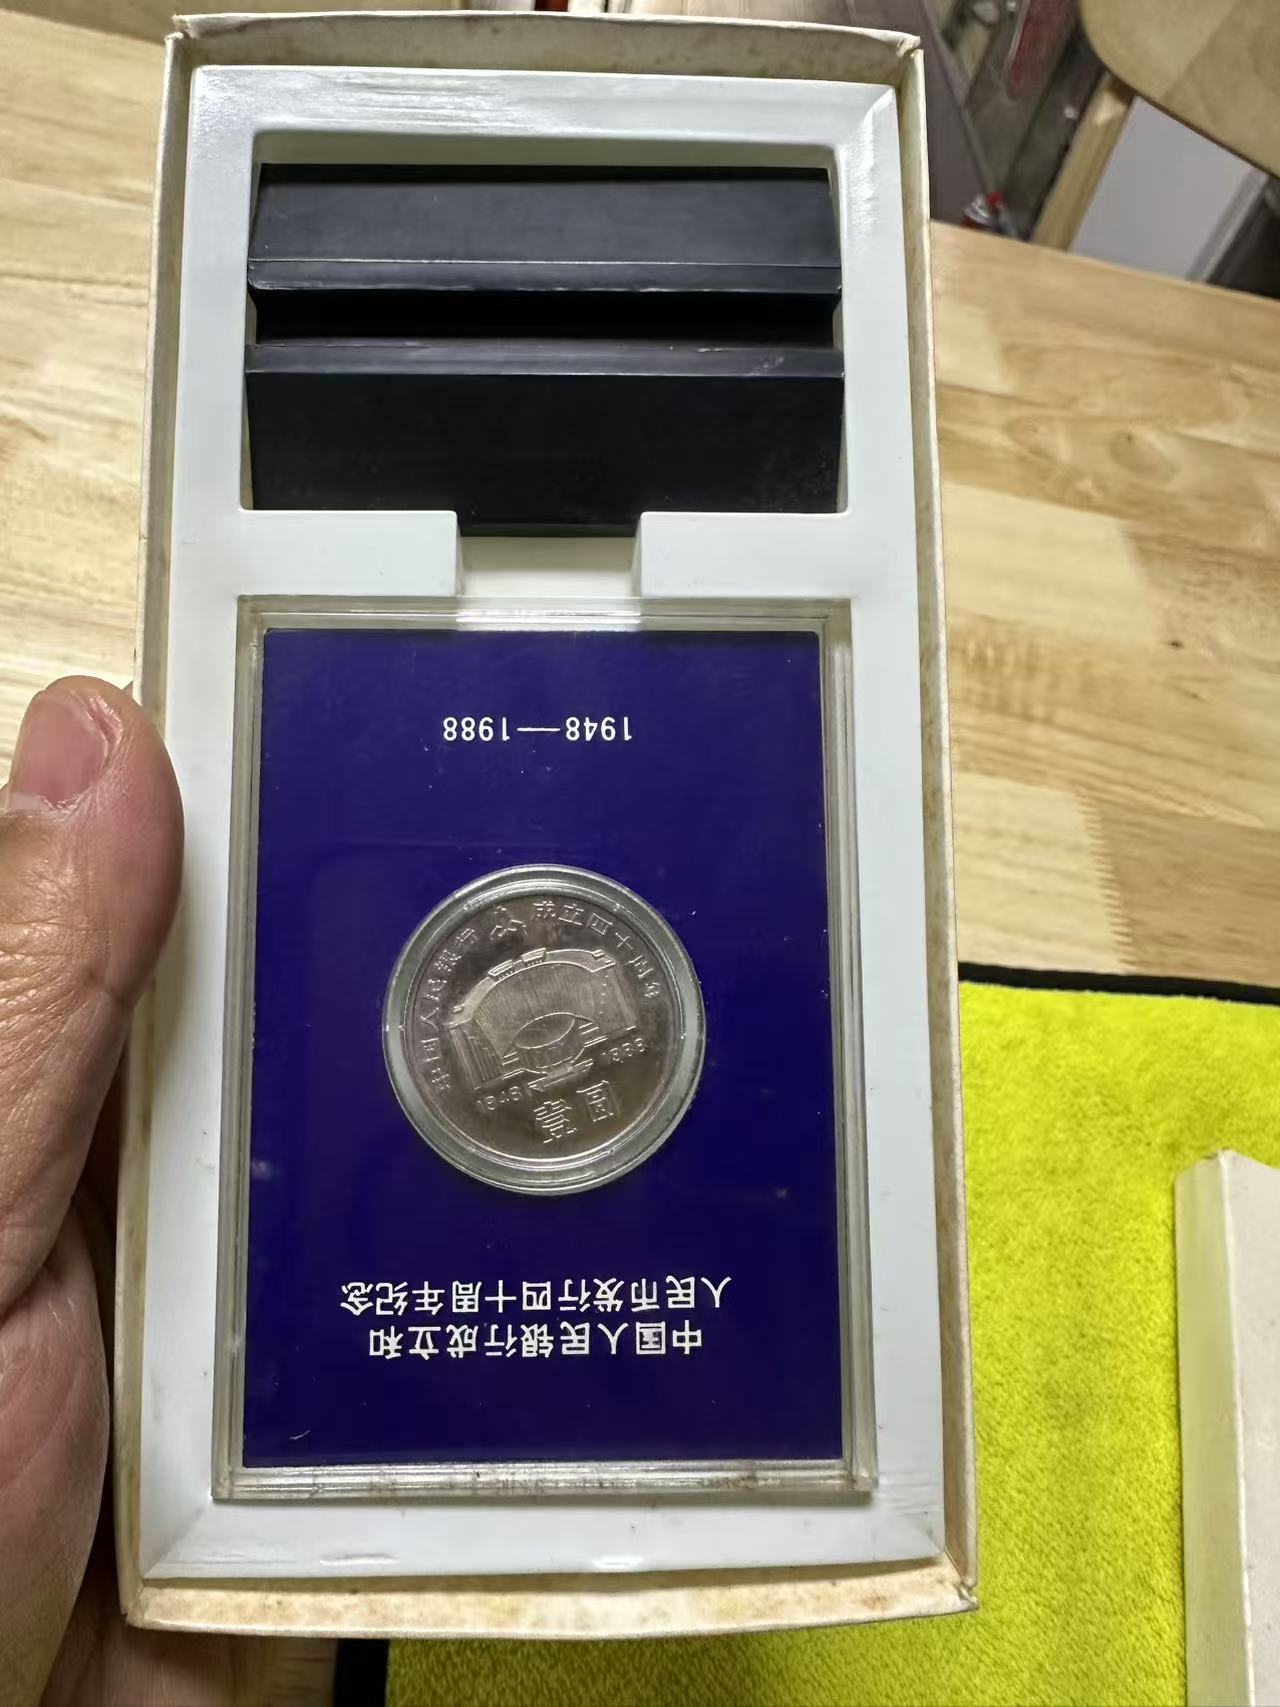 中国人民银行成立和
人民币发行四十周年纪念
中国人民银行 成立四十周年
1948 1988
壹圆
1948—1988